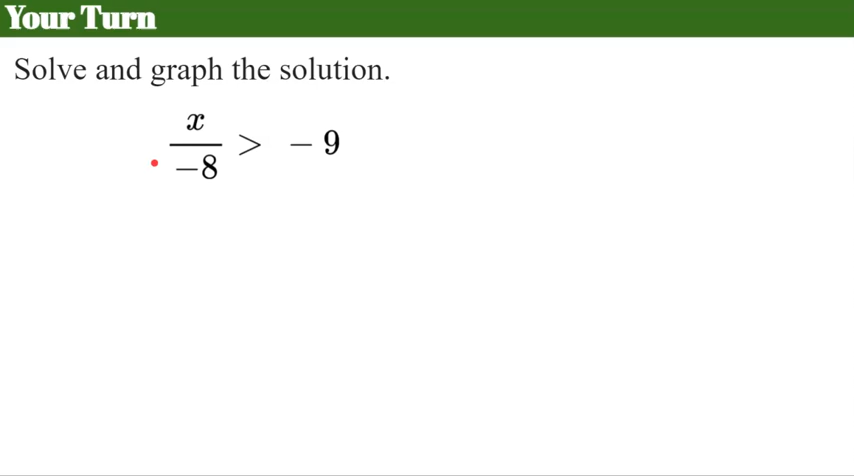 Your Turn
Solve and graph the solution.
x
—
−8 > − 9